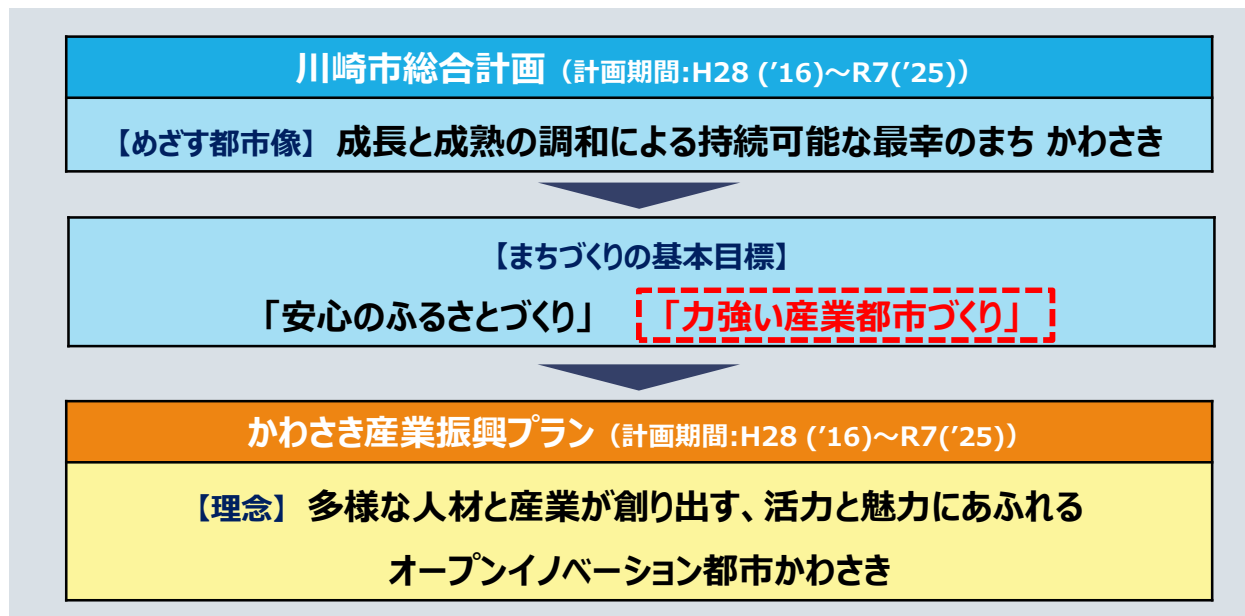 川崎市総合計画（計画期間:H28 (’16)～R7(’25)）
【めざす都市像】 成長と成熟の調和による持続可能な最幸のまち かわさき
【まちづくりの基本目標】
「安心のふるさとづくり」 「力強い産業都市づくり」
かわさき産業振興プラン（計画期間:H28 (’16)～R7(’25)）
【理念】 多様な人材と産業が創り出す、活力と魅力にあふれる
オープンイノベーション都市かわさき